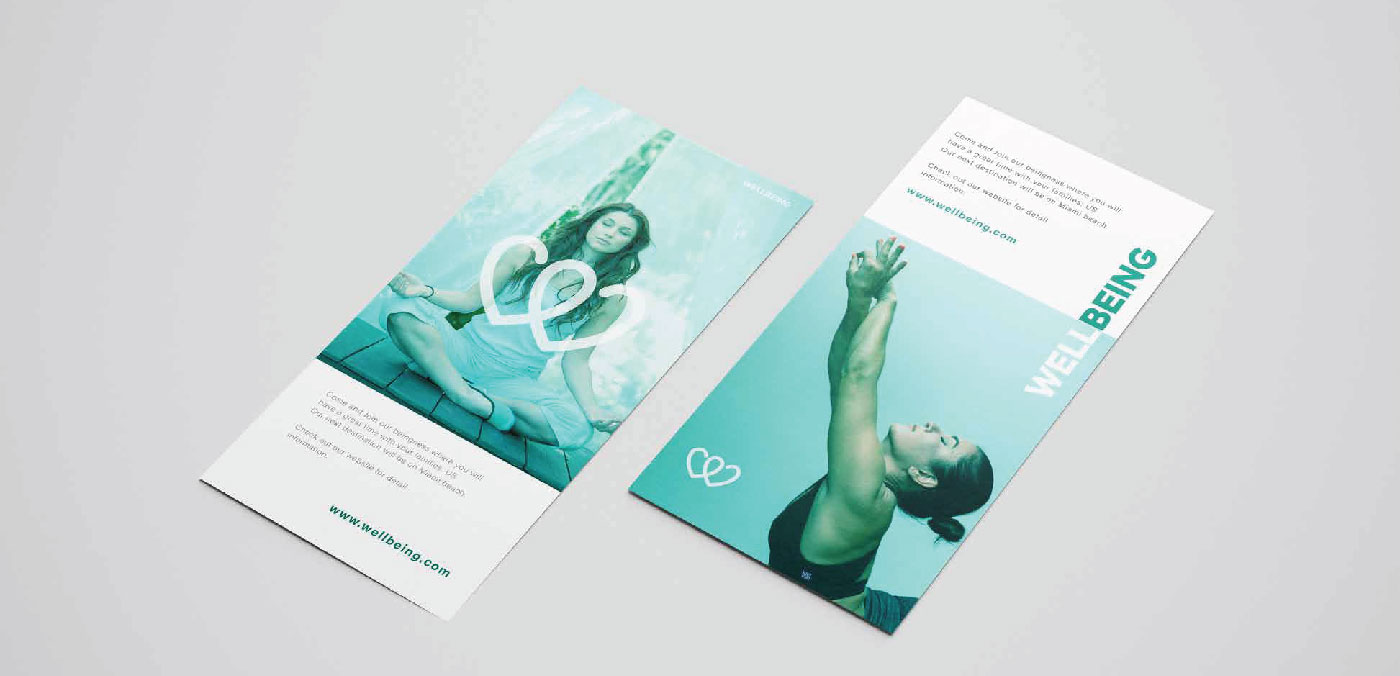 WELLBEING
Come and Join our beingness where you will
have a great time with your families. US
Our next destination will be on Miami beach.
Check out our website for detail
information.
www.wellbeing.com
Come and Join our beingness where you will
have a great time with your families. US
Our next destination will be on Miami beach.
Check out our website for detail
information.
www.wellbeing.com
WELLBEING